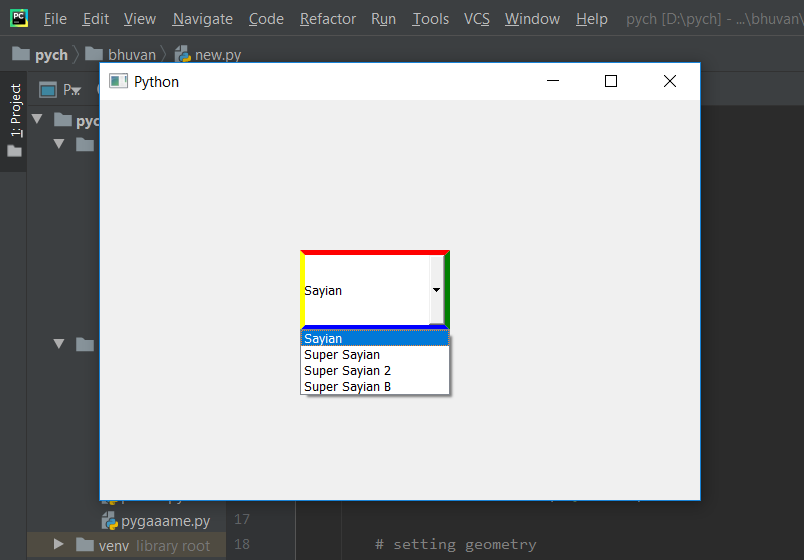 PC File Edit View Navigate Code Refactor Run Tools VCS Window Help pych [D:\pych] - ...\bhuvan\
pych bhuvan new.py
Python
1: Project
P...
pyc
Sayian
Sayian
Super Sayian
Super Sayian 2
Super Sayian B
pygaaame.py 17
venv library root 18 # setting geometry